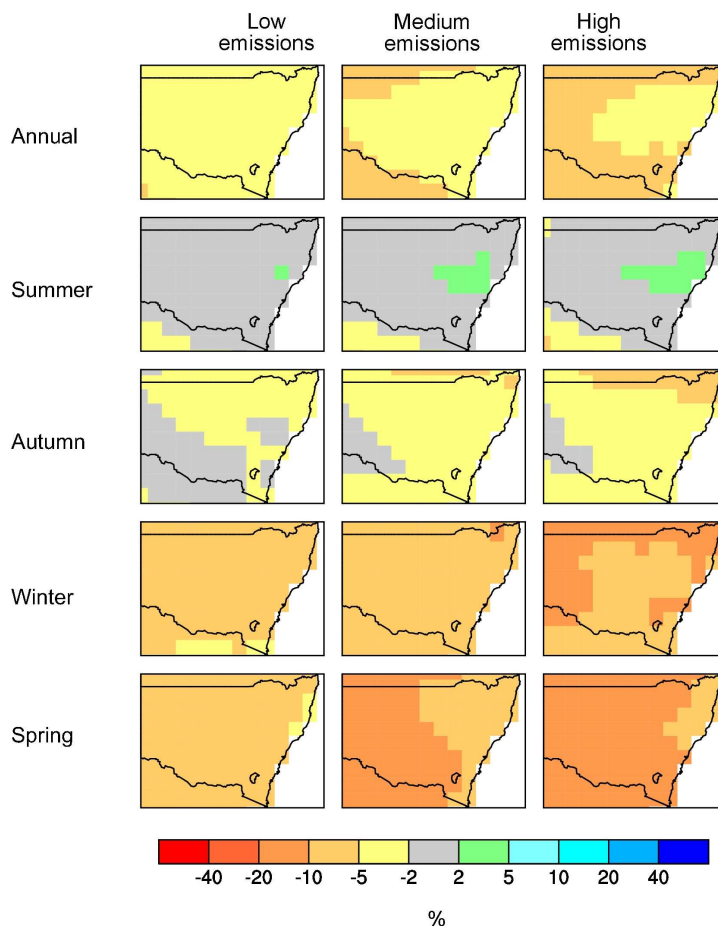 Low emissions
Medium emissions
High emissions
Annual
Summer
Autumn
Winter
Spring
-40 -20 -10 -5 -2 2 5 10 20 40
%